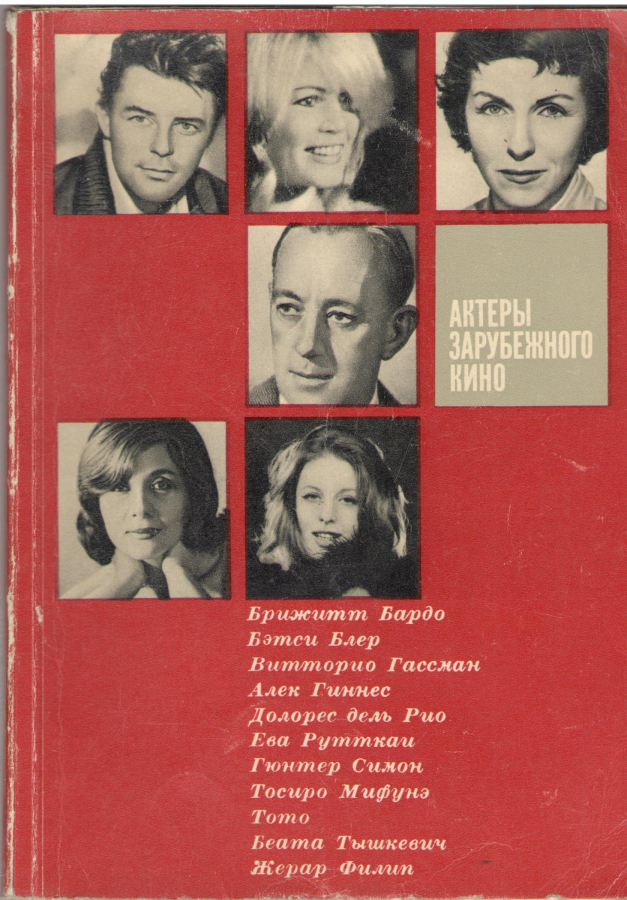 АКТЕРЫ
ЗАРУБЕЖНОГО
КИНО
Брижитт Бардо
Бэтси Блер
Витторио Гассман
Алек Гиннес
Долорес дель Рио
Ева Рутткаи
Гюнтер Симон
Тосиро Мифунэ
Тото
Беата Тышкевич
Жерар Филип